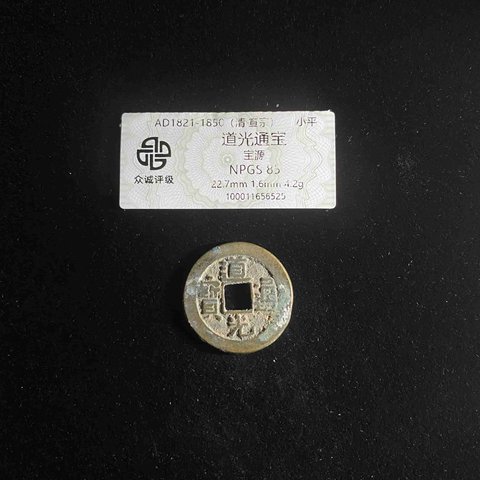 AD1821-1850（清·宣宗） 小平
道光通宝
宝源
NPGS 85
众诚评级
22.7mm 1.6mm 4.2g
100011656525
道
光
通
寶